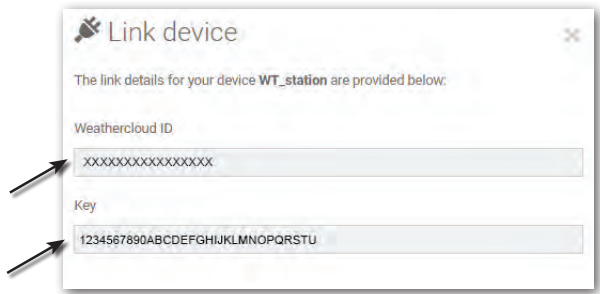 Link device
The link details for your device WT_station are provided below:
Weathercloud ID
XXXXXXXXXXXXXXXX
Key
1234567890ABCDEFGHIJKLMNOPQRSTU